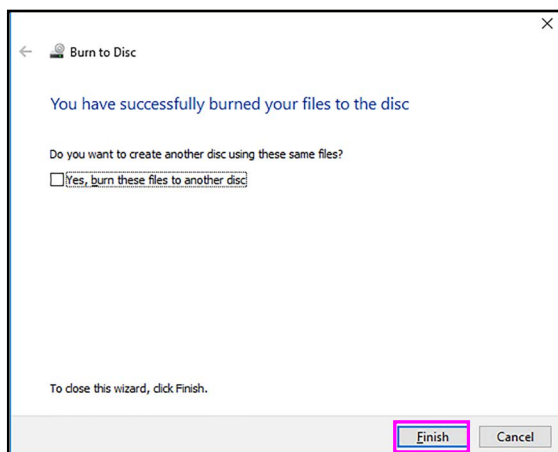 Burn to Disc
You have successfully burned your files to the disc
Do you want to create another disc using these same files?
Yes, burn these files to another disc
To close this wizard, click Finish.
Finish
Cancel